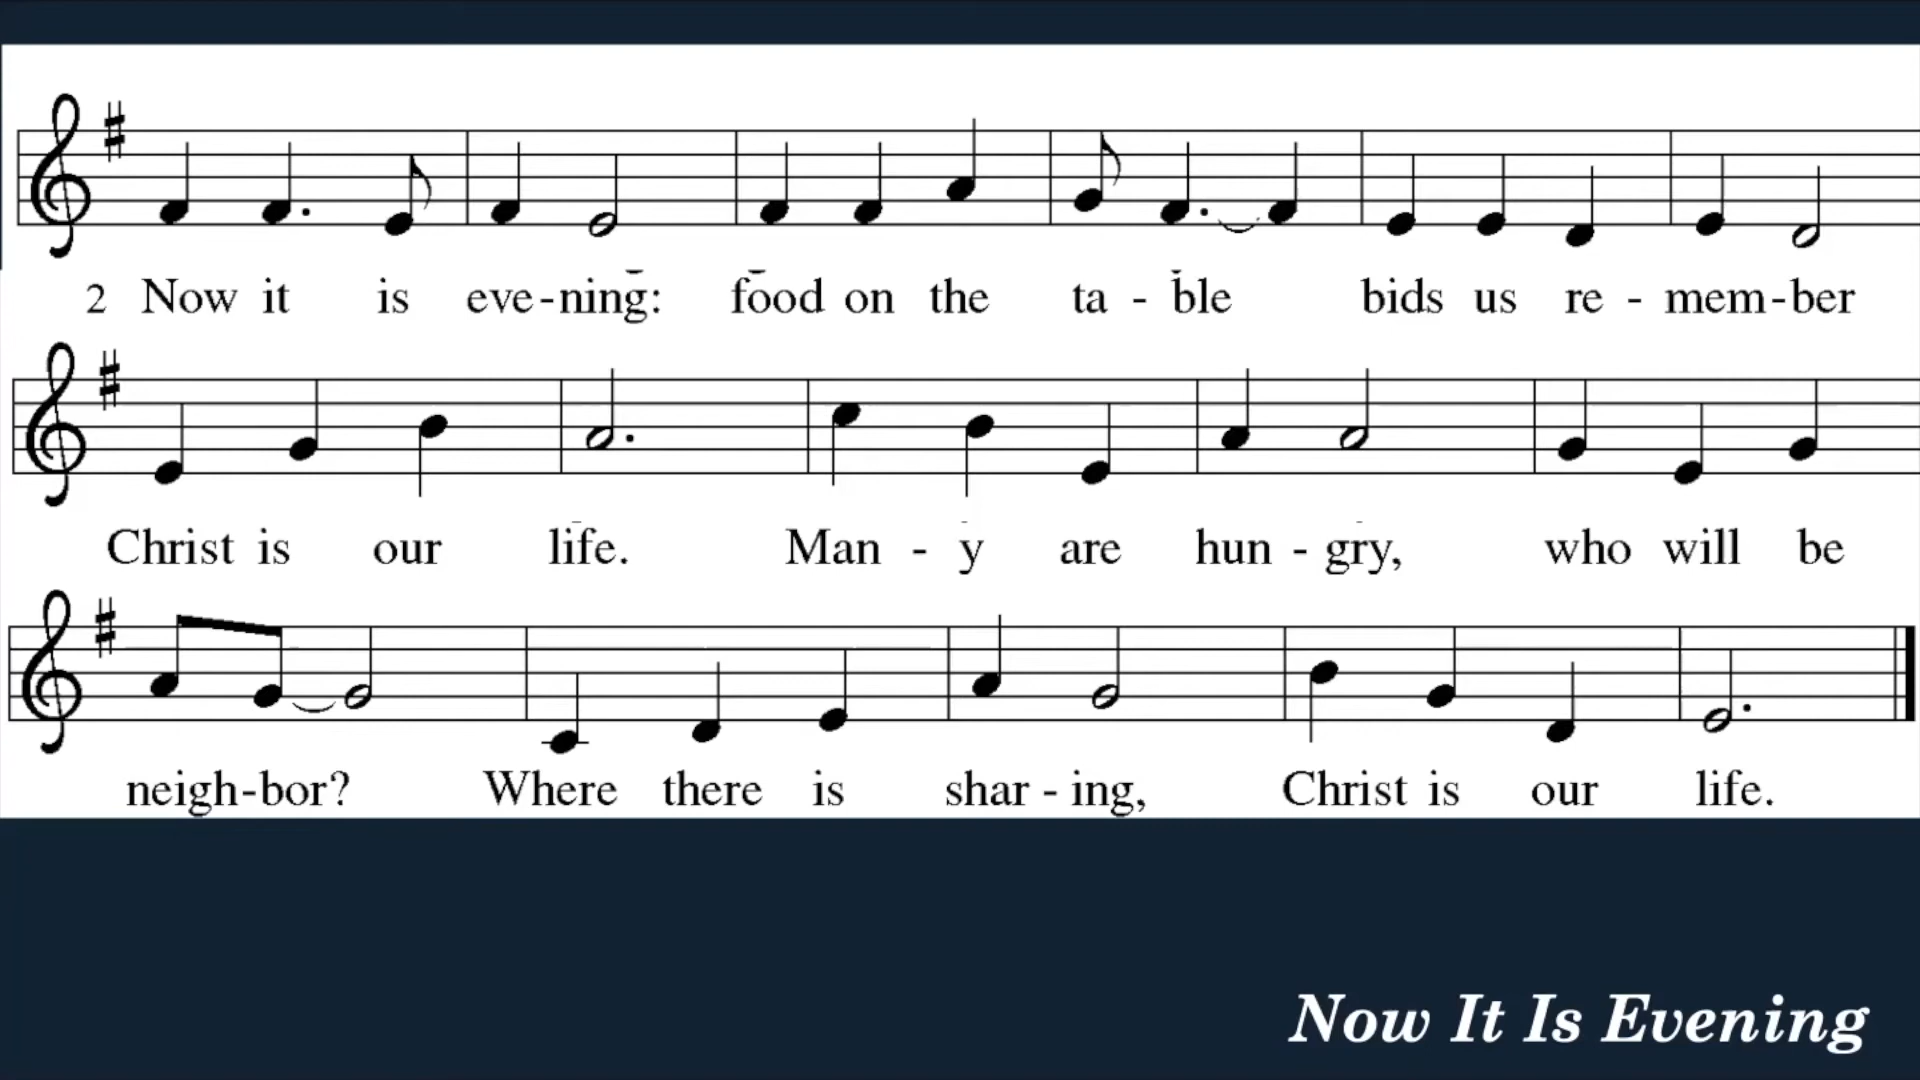 2 Now it is eve-ning: food on the ta - ble bids us re - mem-ber
Christ is our life. Man - y are hun - gry, who will be
neigh-bor? Where there is shar - ing, Christ is our life.
Now It Is Evening